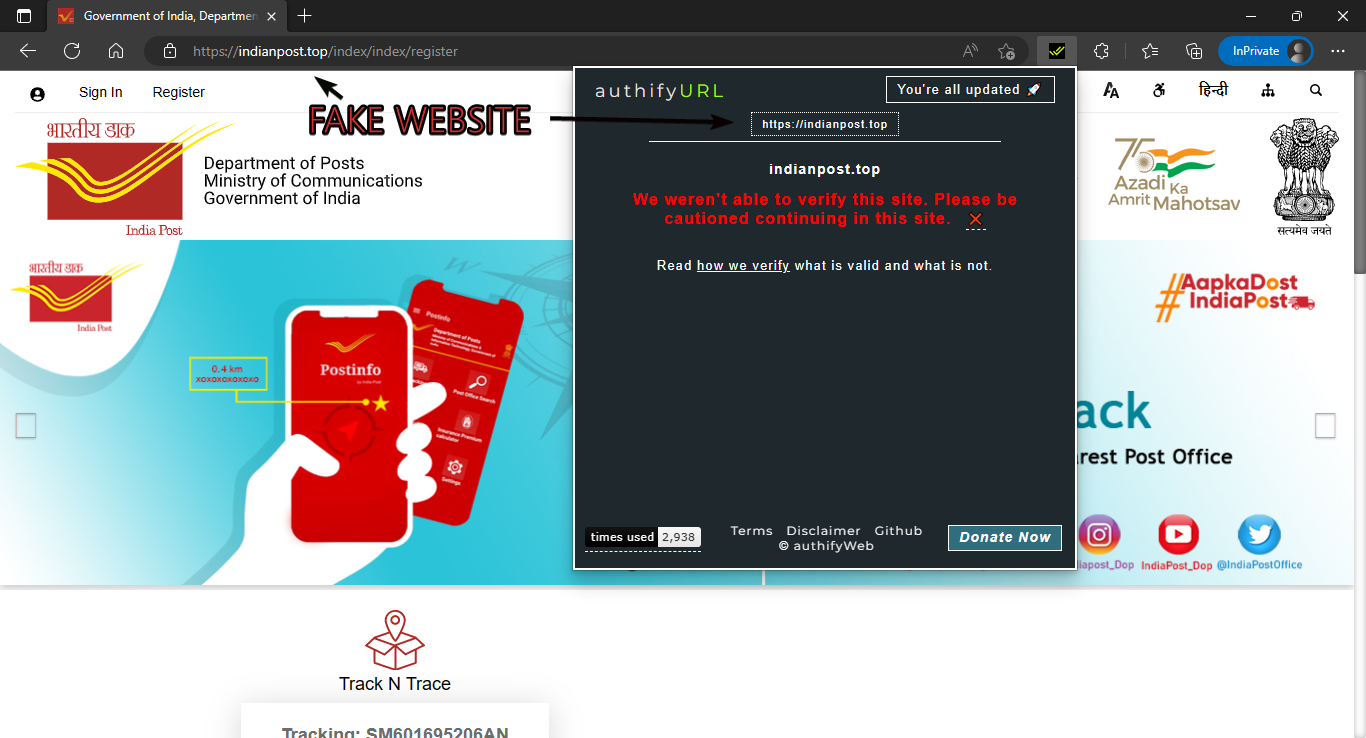 Government of India, Departmen
https://indianpost.top/index/index/register
InPrivate
Sign In
Register
हिन्दी
FAKE WEBSITE
authifyURL
You're all updated
https://indianpost.top
indianpost.top
We weren't able to verify this site. Please be
cautioned continuing in this site.
Read how we verify what is valid and what is not.
times used 2,938
Terms Disclaimer Github
© authifyWeb
Donate Now
भारतीय डाक
India Post
Department of Posts
Ministry of Communications
Government of India
75
Azadi Ka
Amrit Mahotsav
सत्यमेव जयते
भारतीय डाक
India Post
0.4 km
xoxoxoxoxoxo
Postinfo
by India Post
Postinfo
Department of Posts
Post Office Search
Insurance Premium
calculator
Settings
#AapkaDost
IndiaPost
ack
rest Post Office
iapost_Dop
IndiaPost_Dop
@IndiaPostOffice
Track N Trace
Tracking: SM601695206AN